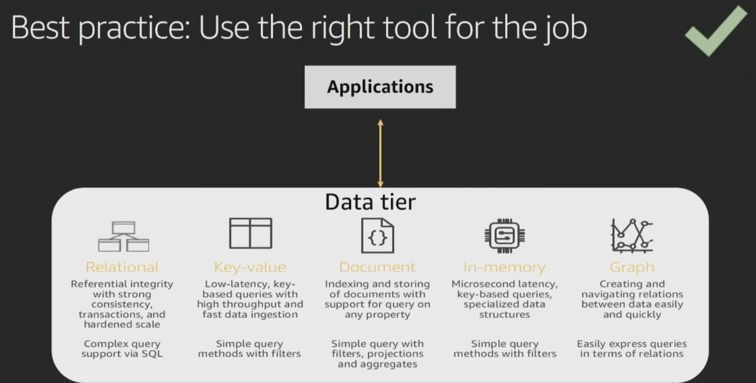 Best practice: Use the right tool for the job
Applications
Data tier
Relational
Referential integrity
with strong
consistency,
transactions, and
hardened scale
Complex query
support via SQL
Key-value
Low-latency, key-
based queries with
high throughput and
fast data ingestion
Simple query
methods with filters
Document
Indexing and storing
of documents with
support for query on
any property
Simple query with
filters, projections
and aggregates
In-memory
Microsecond latency,
key-based queries,
specialized data
structures
Simple query
methods with filters
Graph
Creating and
navigating relations
between data easily
and quickly
Easily express queries
in terms of relations